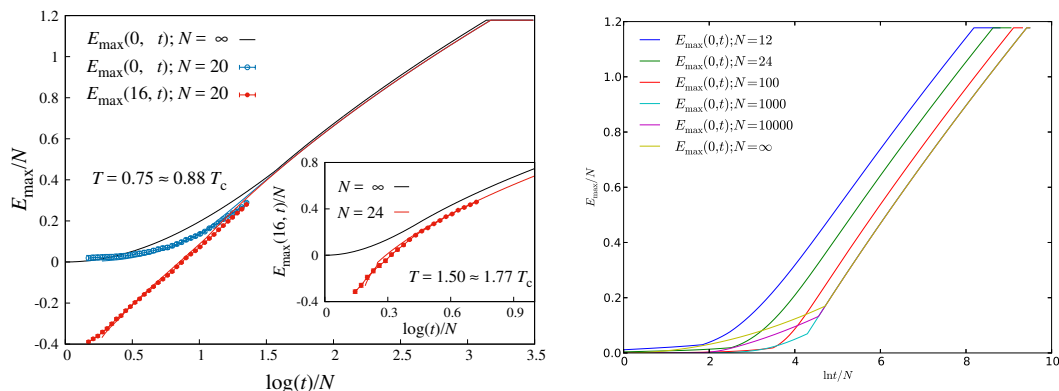 1.2
1
0.8
0.6
0.4
0.2
0
-0.2
-0.4
E_max/N
E_max(0, t); N = ∞
E_max(0, t); N = 20
E_max(16, t); N = 20
T = 0.75 ≈ 0.88 T_c
0.8
0.4
0
-0.4
E_max(16, t)/N
N = ∞
N = 24
T = 1.50 ≈ 1.77 T_c
0 0.3 0.6 0.9
log(t)/N
0 0.5 1 1.5 2 2.5 3 3.5
log(t)/N
1.2
1.0
0.8
0.6
0.4
0.2
0.0
E_max/N
E_max(0,t);N=12
E_max(0,t);N=24
E_max(0,t);N=100
E_max(0,t);N=1000
E_max(0,t);N=10000
E_max(0,t);N=∞
0 2 4 6 8 10
lnt/N